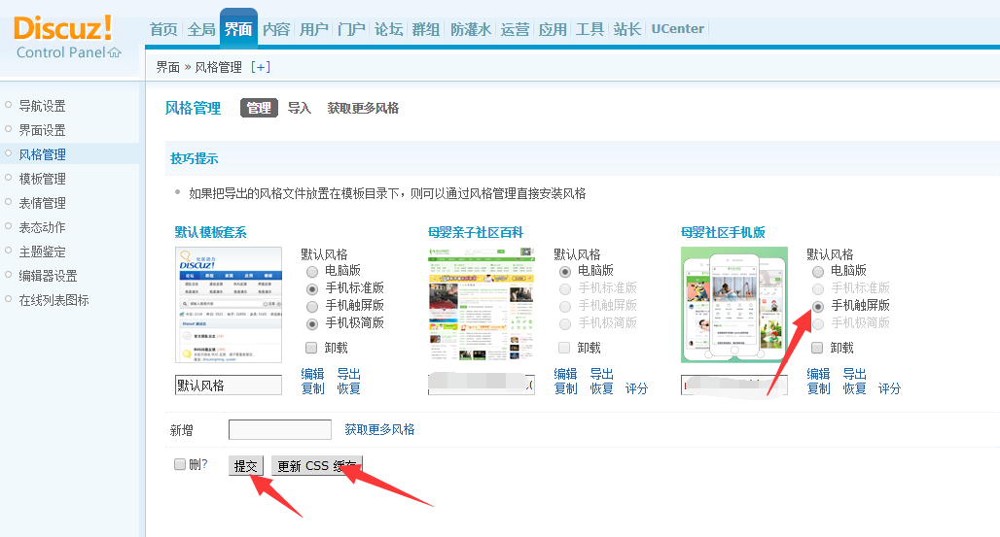 Discuz!
Control Panel
首页 全局 界面 内容 用户 门户 论坛 群组 防灌水 运营 应用 工具 站长 UCenter
界面 » 风格管理 [+]
导航设置
界面设置
风格管理
模板管理
表情管理
表态动作
主题鉴定
编辑器设置
在线列表图标
风格管理 管理 导入 获取更多风格
技巧提示
如果把导出的风格文件放置在模板目录下，则可以通过风格管理直接安装风格
默认模板套系
默认风格
电脑版
手机标准版
手机触屏版
手机极简版
卸载
编辑 导出
复制 恢复
默认风格
母婴亲子社区百科
默认风格
电脑版
手机标准版
手机触屏版
手机极简版
卸载
编辑 导出
复制 恢复 评分
母婴社区手机版
默认风格
电脑版
手机标准版
手机触屏版
手机极简版
卸载
编辑 导出
复制 恢复 评分
新增 获取更多风格
删? 提交 更新 CSS 缓存